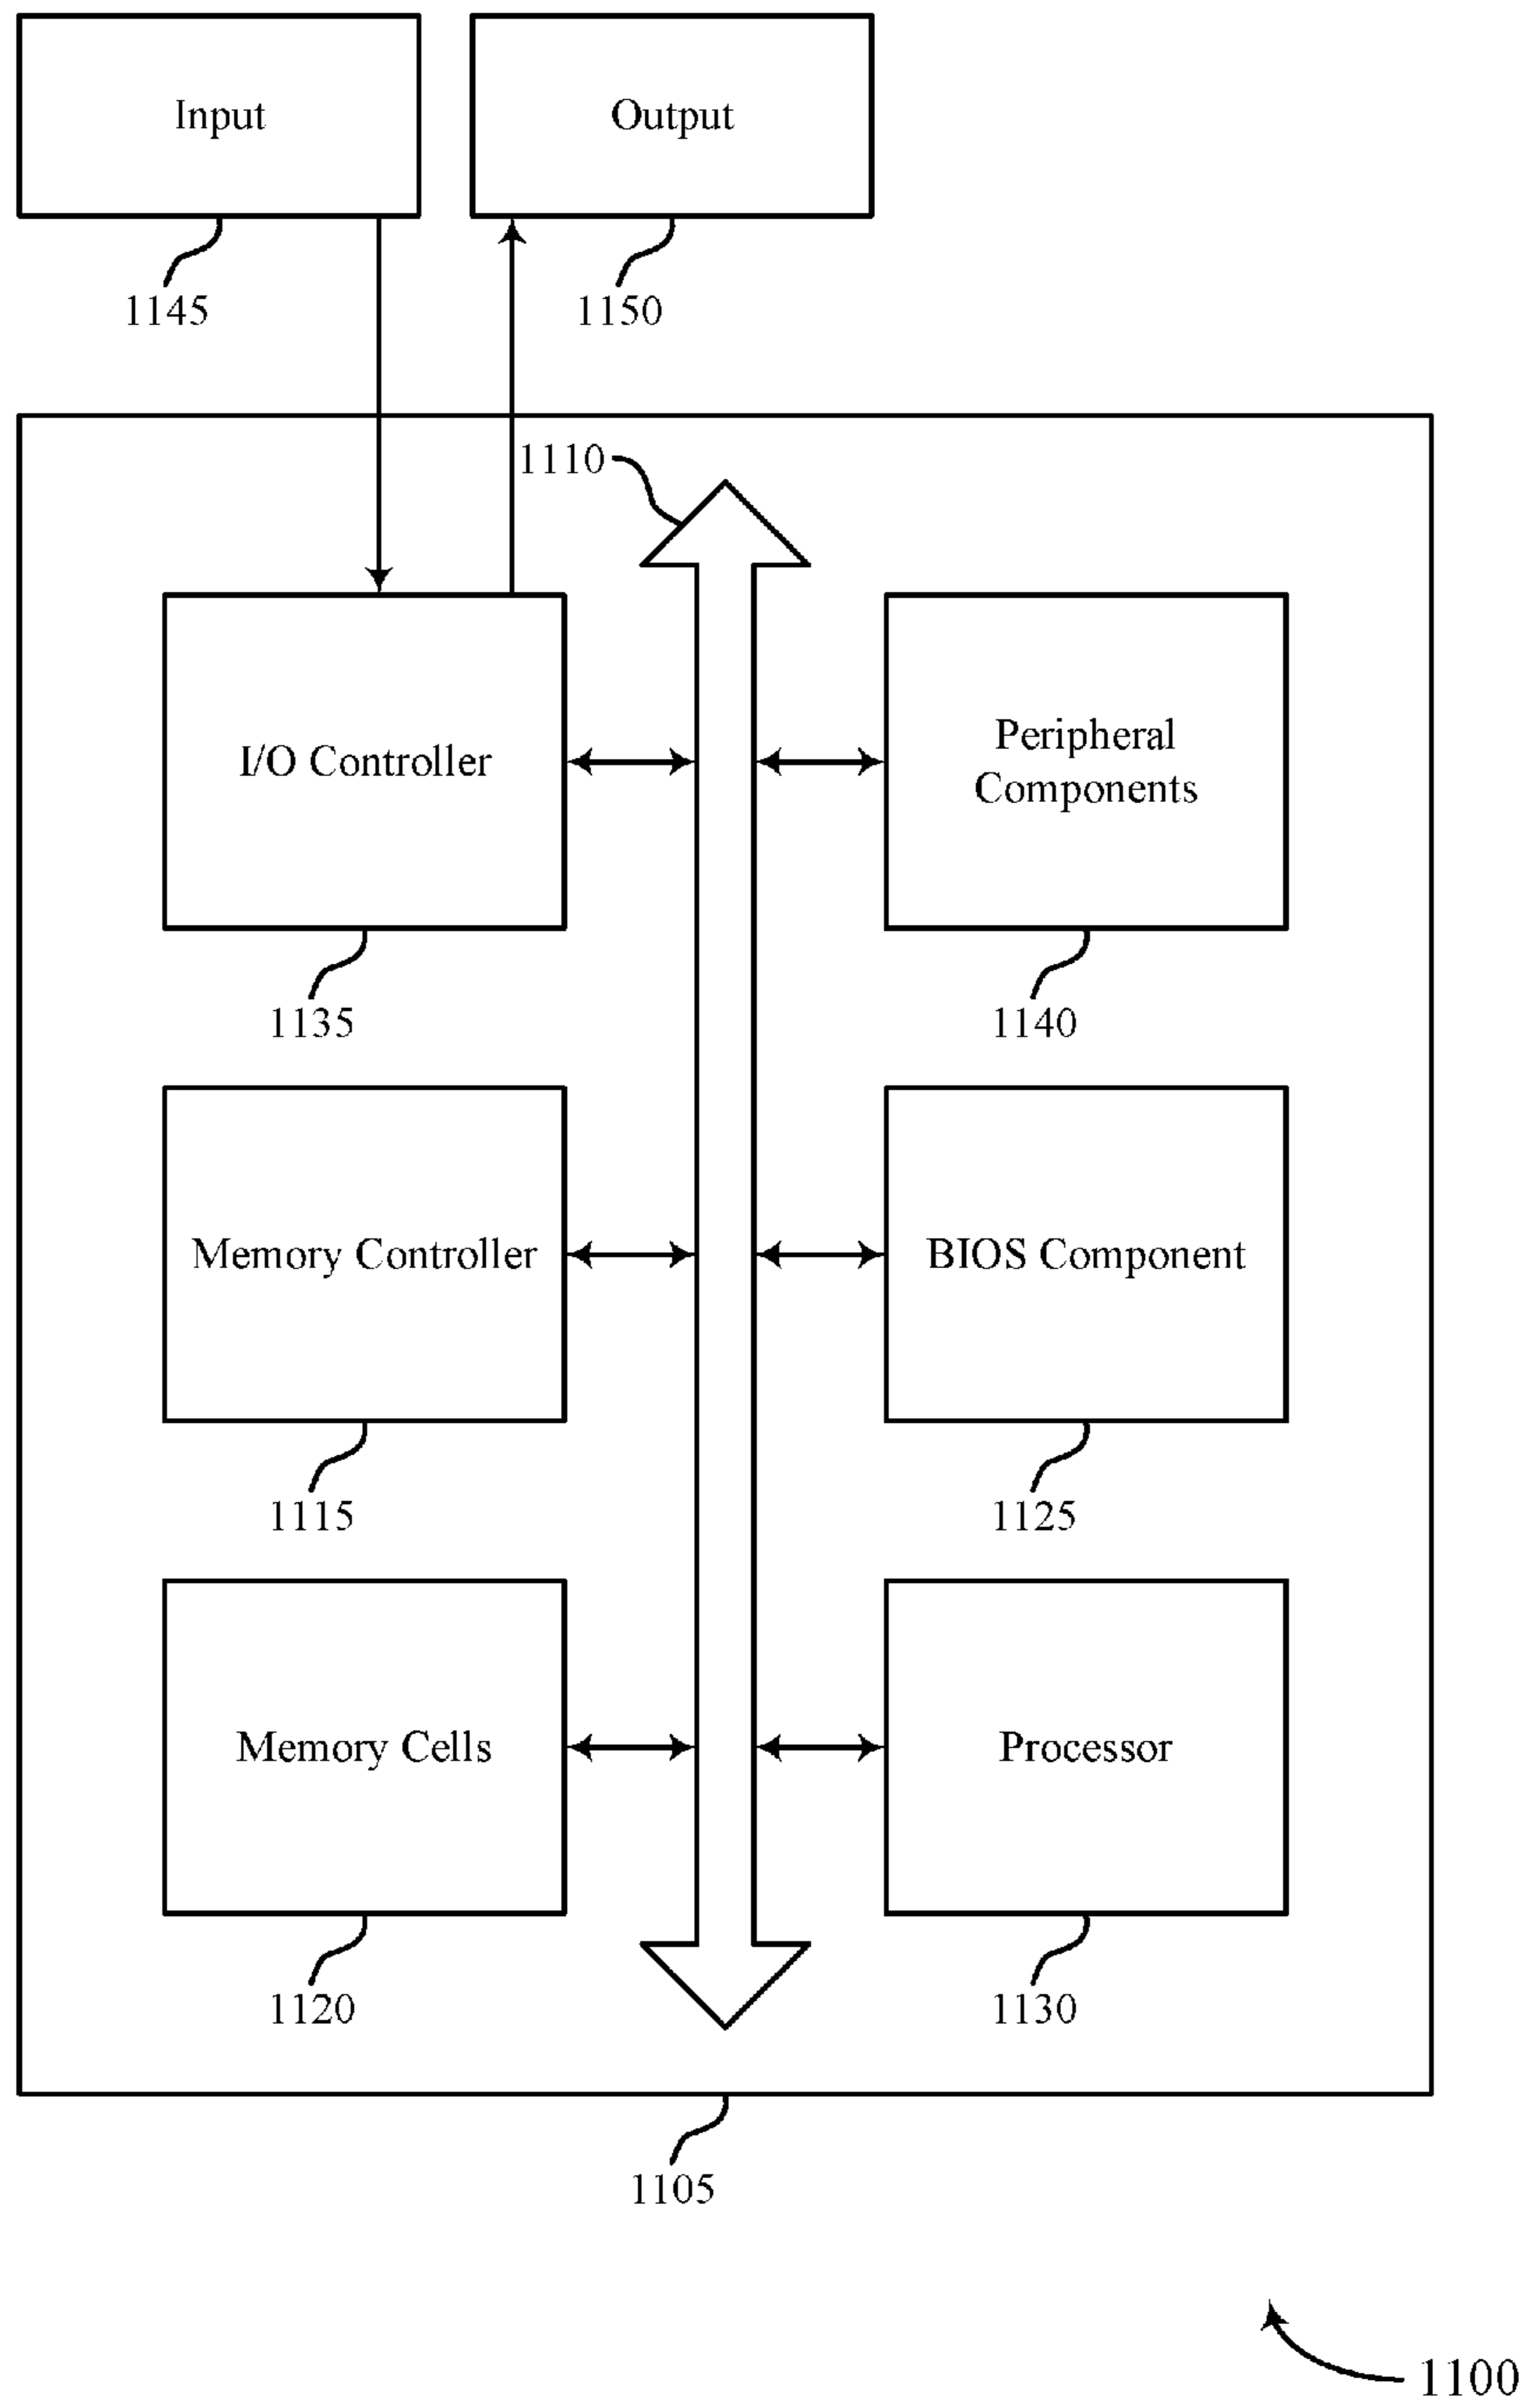 Input
Output
1145
1150
1110
I/O Controller
Peripheral
Components
1135
1140
Memory Controller
BIOS Component
1115
1125
Memory Cells
Processor
1120
1130
1105
1100